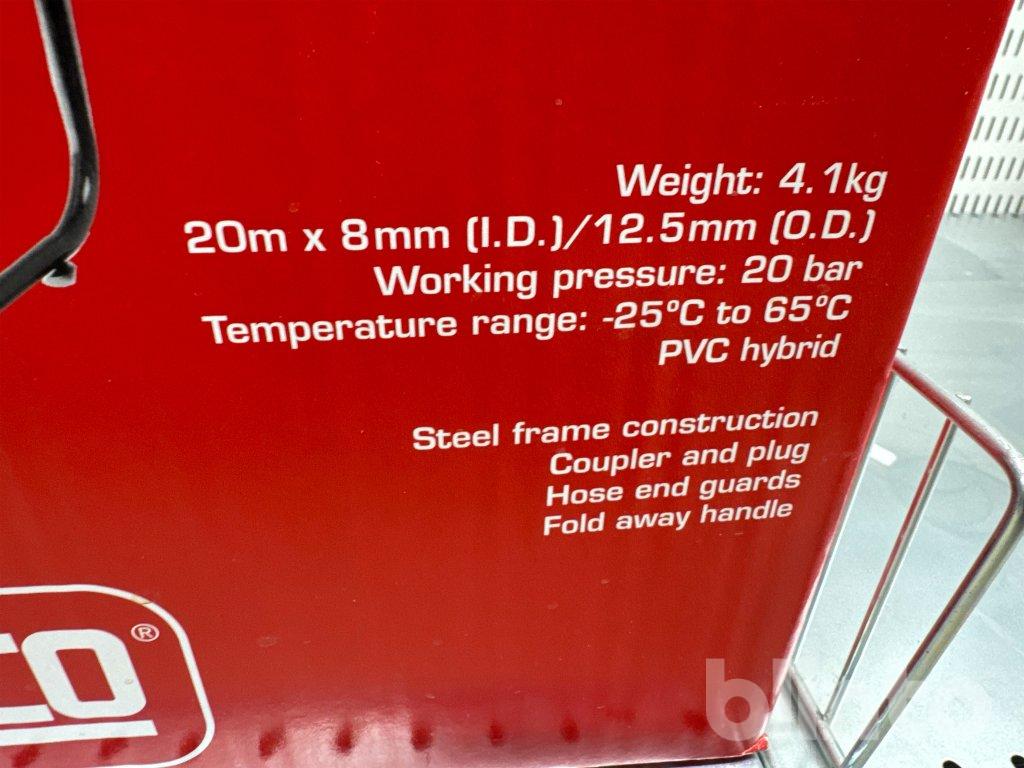 Weight: 4.1kg
20m x 8mm (I.D.)/12.5mm (O.D.)
Working pressure: 20 bar
Temperature range: -25°C to 65°C
PVC hybrid
Steel frame construction
Coupler and plug
Hose end guards
Fold away handle